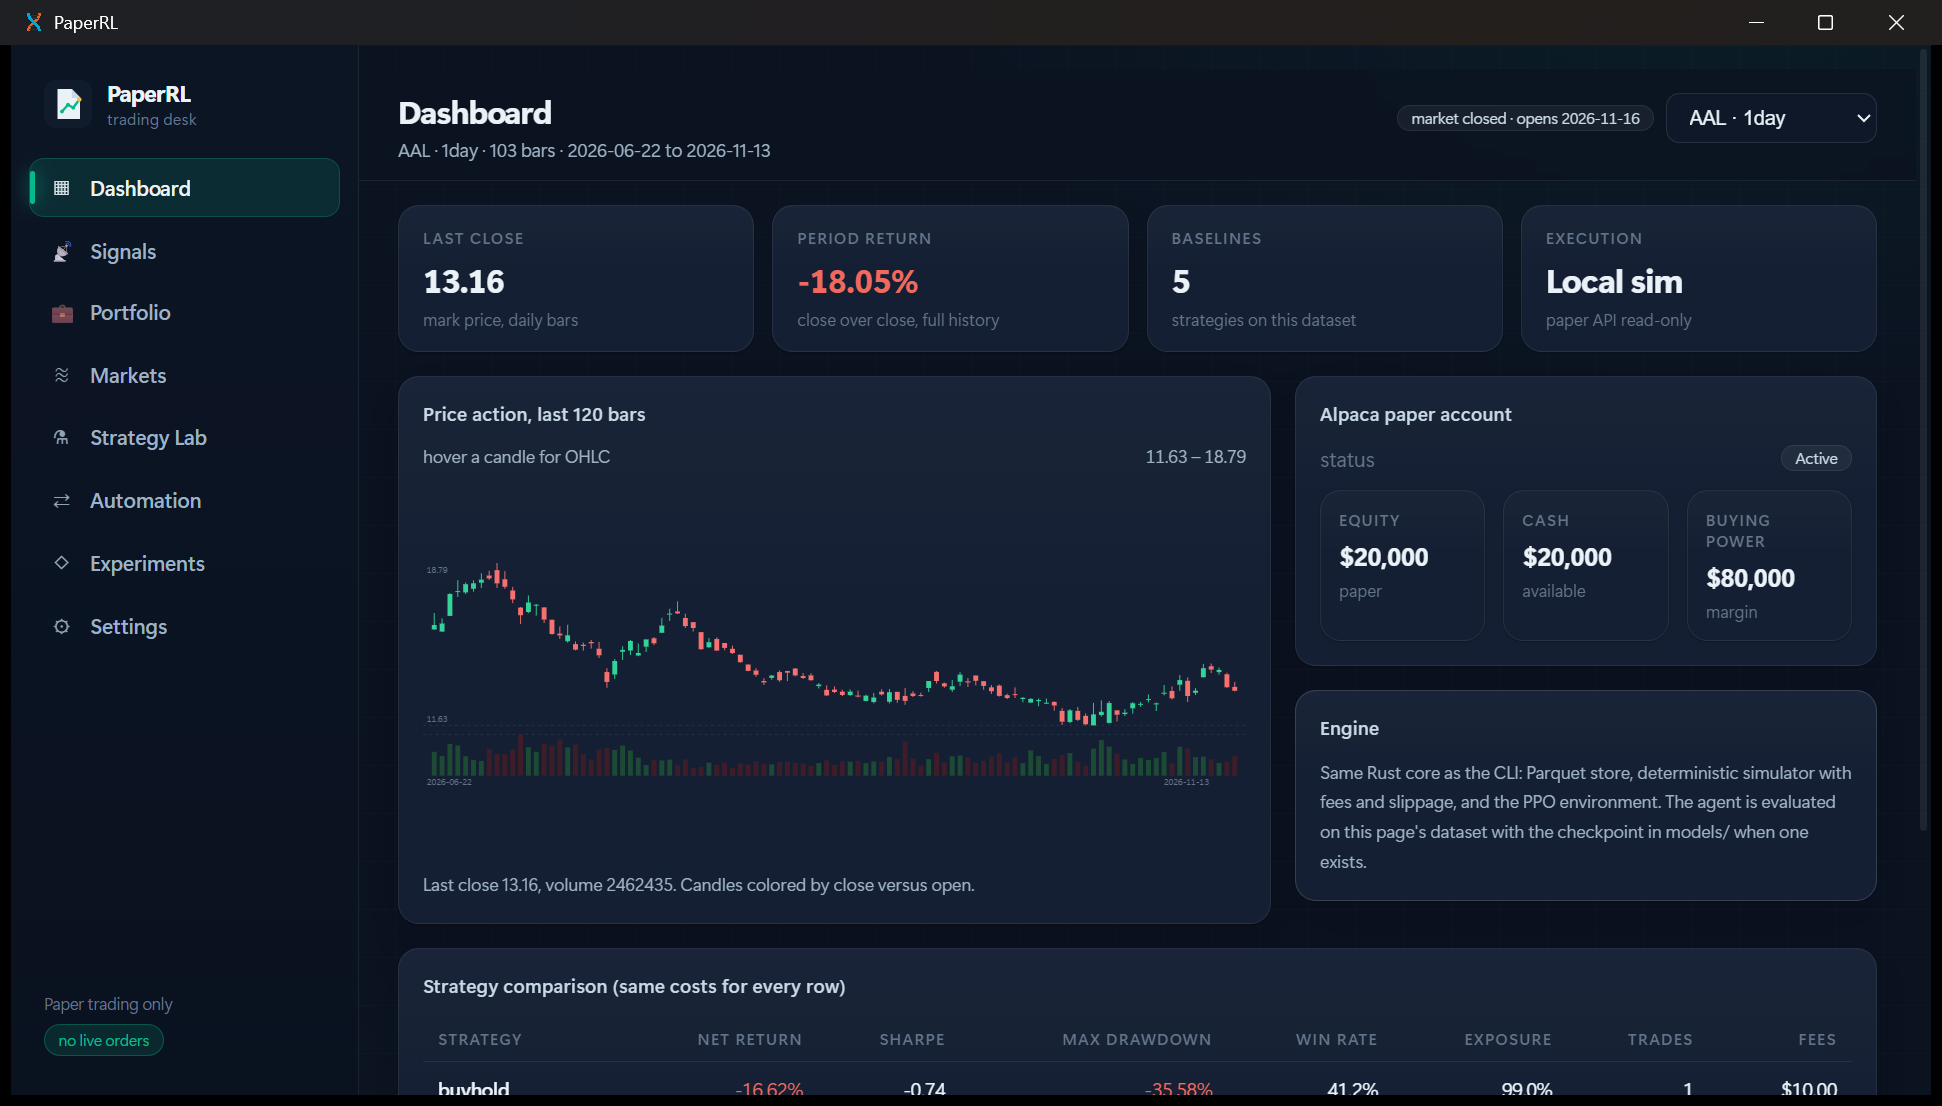 PaperRL
PaperRL
trading desk
Dashboard
Signals
Portfolio
Markets
Strategy Lab
Automation
Experiments
Settings
Paper trading only
no live orders
Dashboard
AAL · 1day · 103 bars · 2026-06-22 to 2026-11-13
market closed · opens 2026-11-16
AAL · 1day
LAST CLOSE
13.16
mark price, daily bars
PERIOD RETURN
-18.05%
close over close, full history
BASELINES
5
strategies on this dataset
EXECUTION
Local sim
paper API read-only
Price action, last 120 bars
hover a candle for OHLC
11.63 – 18.79
18.79
11.63
2026-06-22
2026-11-13
Last close 13.16, volume 2462435. Candles colored by close versus open.
Alpaca paper account
status
Active
EQUITY
$20,000
paper
CASH
$20,000
available
BUYING
POWER
$80,000
margin
Engine
Same Rust core as the CLI: Parquet store, deterministic simulator with
fees and slippage, and the PPO environment. The agent is evaluated
on this page's dataset with the checkpoint in models/ when one
exists.
Strategy comparison (same costs for every row)
STRATEGY NET RETURN SHARPE MAX DRAWDOWN WIN RATE EXPOSURE TRADES FEES
buyhold -16.62% -0.74 -35.58% 41.2% 99.0% 1 $10.00